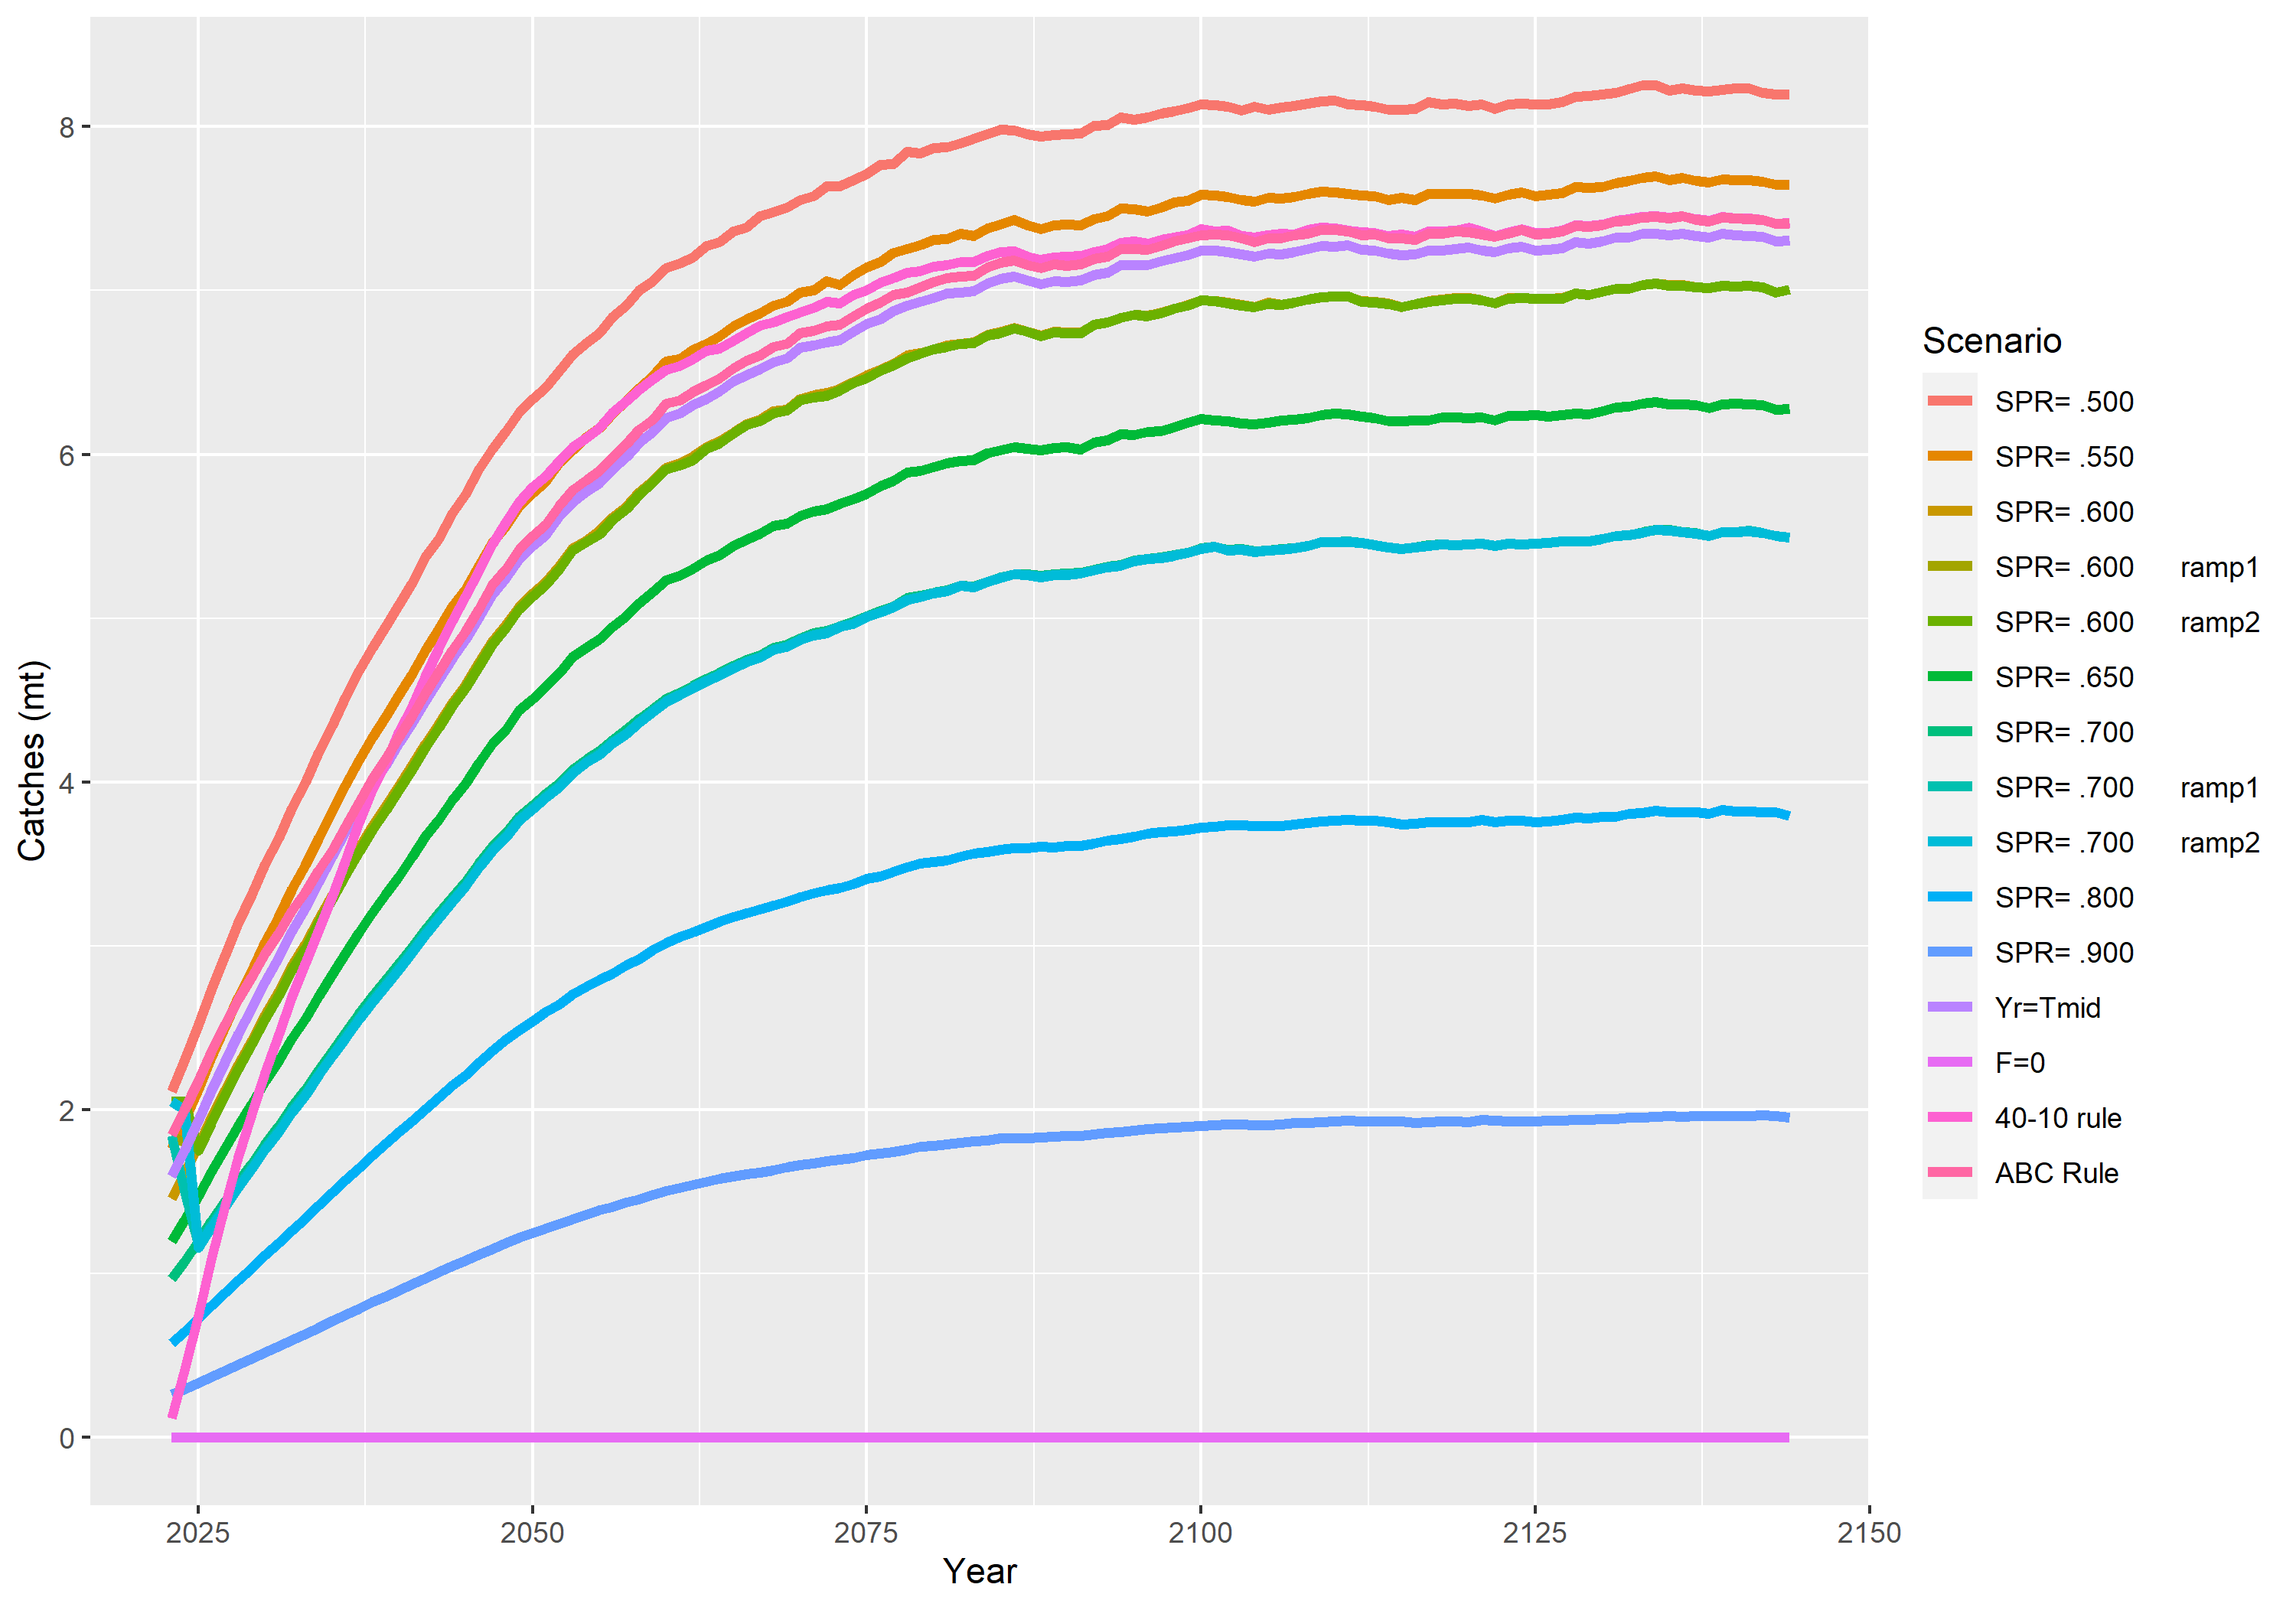 8
6
4
2
0
Catches (mt)
2025 2050 2075 2100 2125 2150
Year
Scenario
SPR= .500
SPR= .550
SPR= .600
SPR= .600 ramp1
SPR= .600 ramp2
SPR= .650
SPR= .700
SPR= .700 ramp1
SPR= .700 ramp2
SPR= .800
SPR= .900
Yr=Tmid
F=0
40-10 rule
ABC Rule